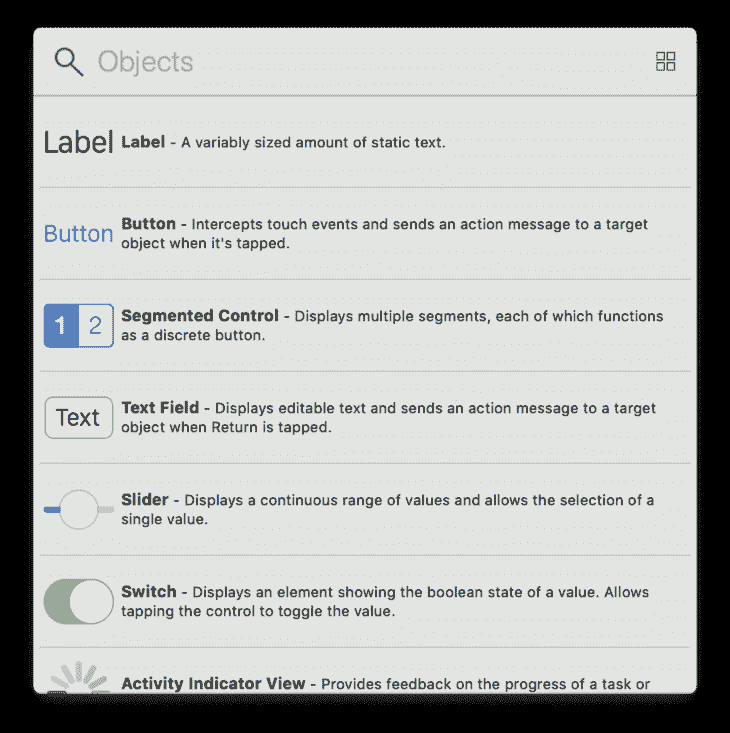 Objects
Label Label - A variably sized amount of static text.
Button Button - Intercepts touch events and sends an action message to a target
object when it's tapped.
1 2 Segmented Control - Displays multiple segments, each of which functions
as a discrete button.
Text Text Field - Displays editable text and sends an action message to a target
object when Return is tapped.
Slider - Displays a continuous range of values and allows the selection of a
single value.
Switch - Displays an element showing the boolean state of a value. Allows
tapping the control to toggle the value.
Activity Indicator View - Provides feedback on the progress of a task or